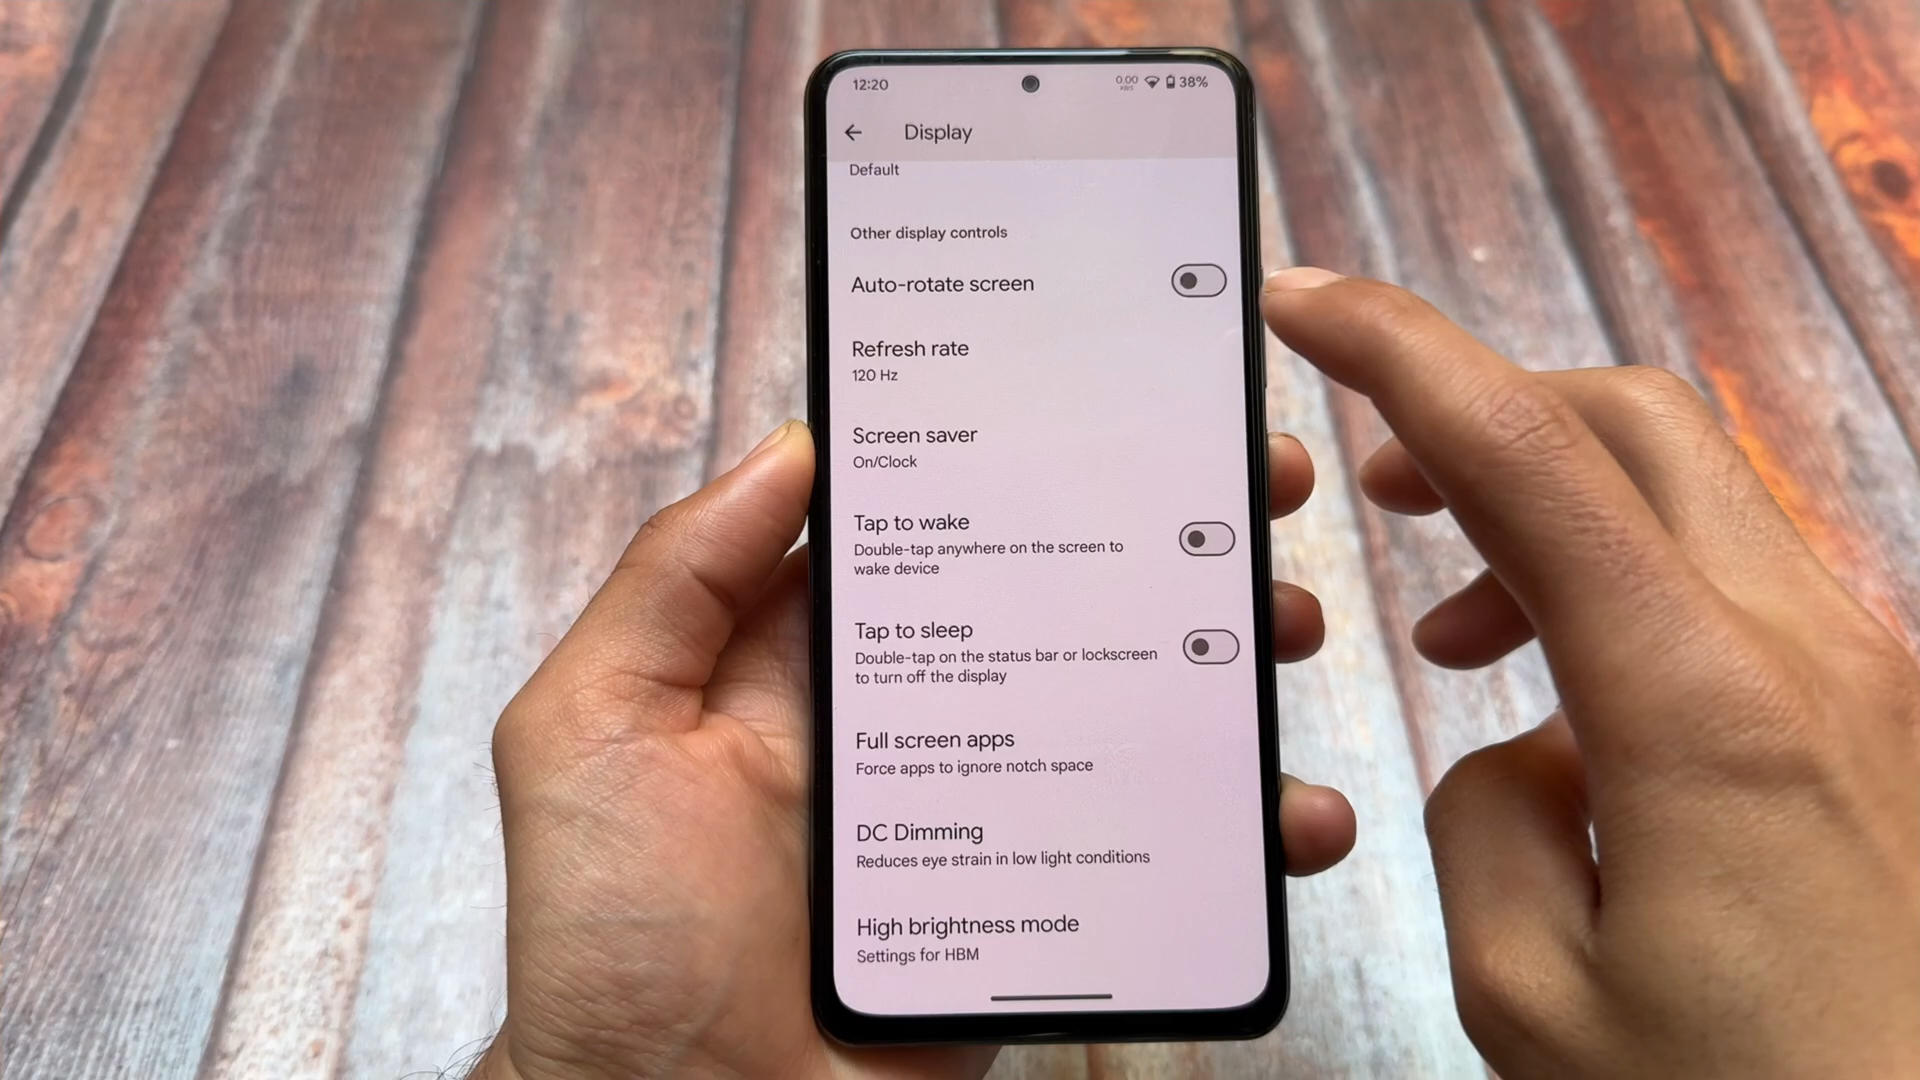 12:20
0.00
KB/S
38%
Display
Default
Other display controls
Auto-rotate screen
Refresh rate
120 Hz
Screen saver
On/Clock
Tap to wake
Double-tap anywhere on the screen to
wake device
Tap to sleep
Double-tap on the status bar or lockscreen
to turn off the display
Full screen apps
Force apps to ignore notch space
DC Dimming
Reduces eye strain in low light conditions
High brightness mode
Settings for HBM